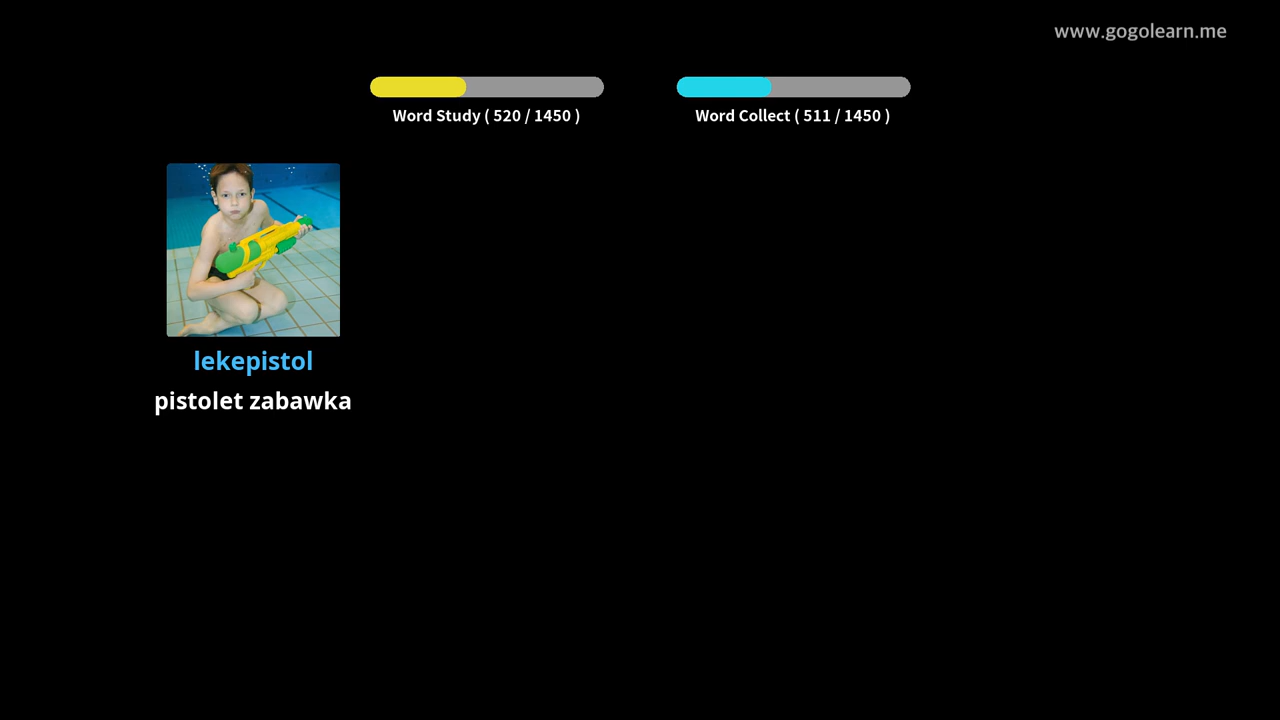 www.gogolearn.me
Word Study ( 520 / 1450 )
Word Collect ( 511 / 1450 )
lekepistol
pistolet zabawka